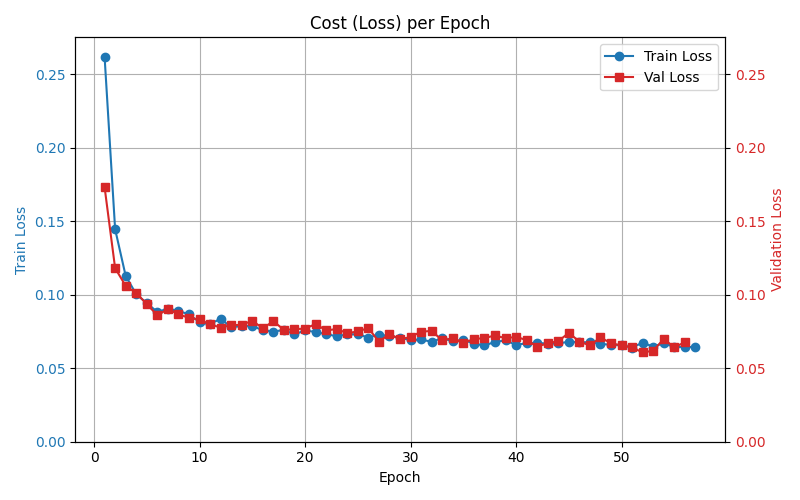 Cost (Loss) per Epoch
Train Loss
Val Loss
0.25
0.20
0.15
0.10
0.05
0.00
Train Loss
0.25
0.20
0.15
0.10
0.05
0.00
Validation Loss
0 10 20 30 40 50
Epoch